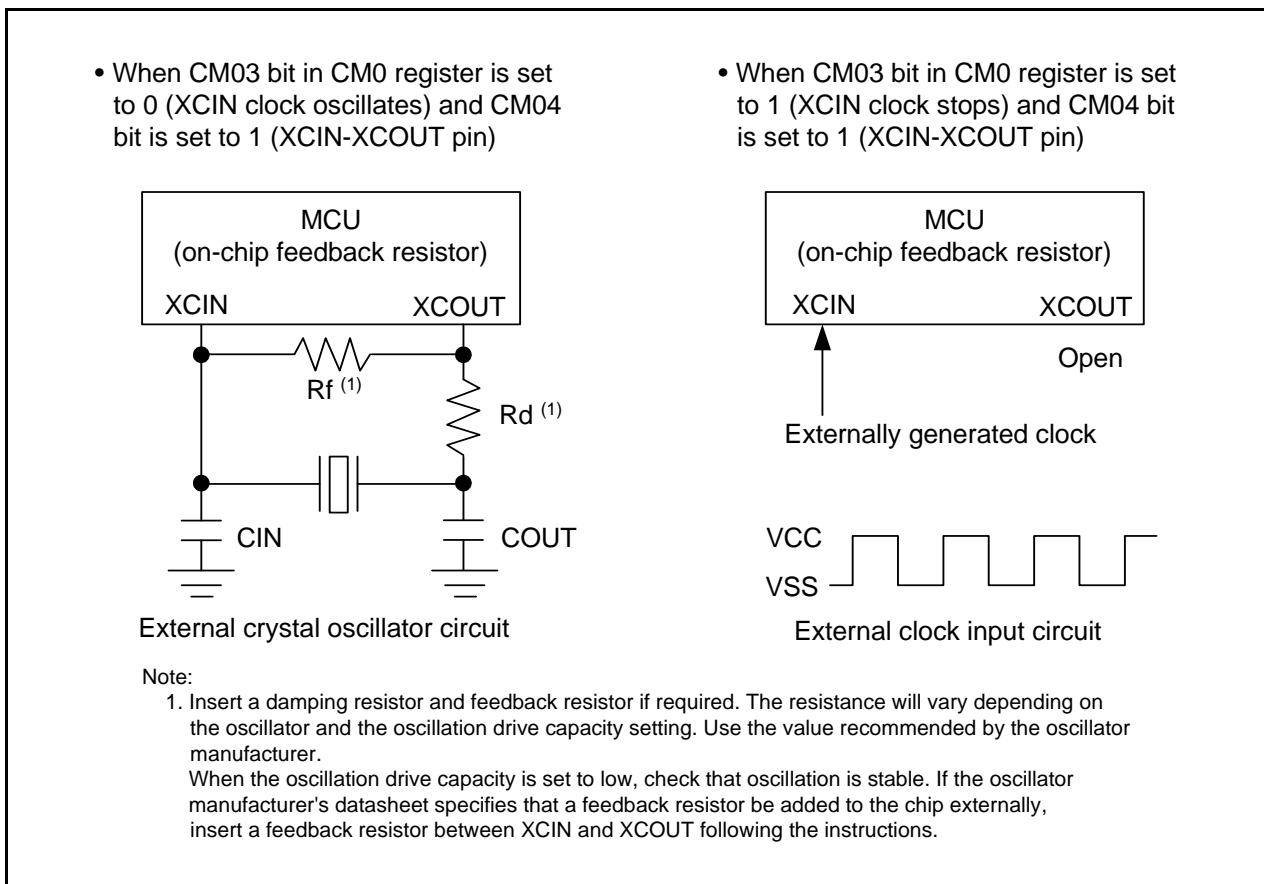 • When CM03 bit in CM0 register is set
to 0 (XCIN clock oscillates) and CM04
bit is set to 1 (XCIN-XCOUT pin)
MCU
(on-chip feedback resistor)
XCIN
XCOUT
Rf (1)
Rd (1)
CIN
COUT
External crystal oscillator circuit
• When CM03 bit in CM0 register is set
to 1 (XCIN clock stops) and CM04 bit
is set to 1 (XCIN-XCOUT pin)
MCU
(on-chip feedback resistor)
XCIN
XCOUT
Open
Externally generated clock
VCC
VSS
External clock input circuit
Note:
1. Insert a damping resistor and feedback resistor if required. The resistance will vary depending on
the oscillator and the oscillation drive capacity setting. Use the value recommended by the oscillator
manufacturer.
When the oscillation drive capacity is set to low, check that oscillation is stable. If the oscillator
manufacturer's datasheet specifies that a feedback resistor be added to the chip externally,
insert a feedback resistor between XCIN and XCOUT following the instructions.